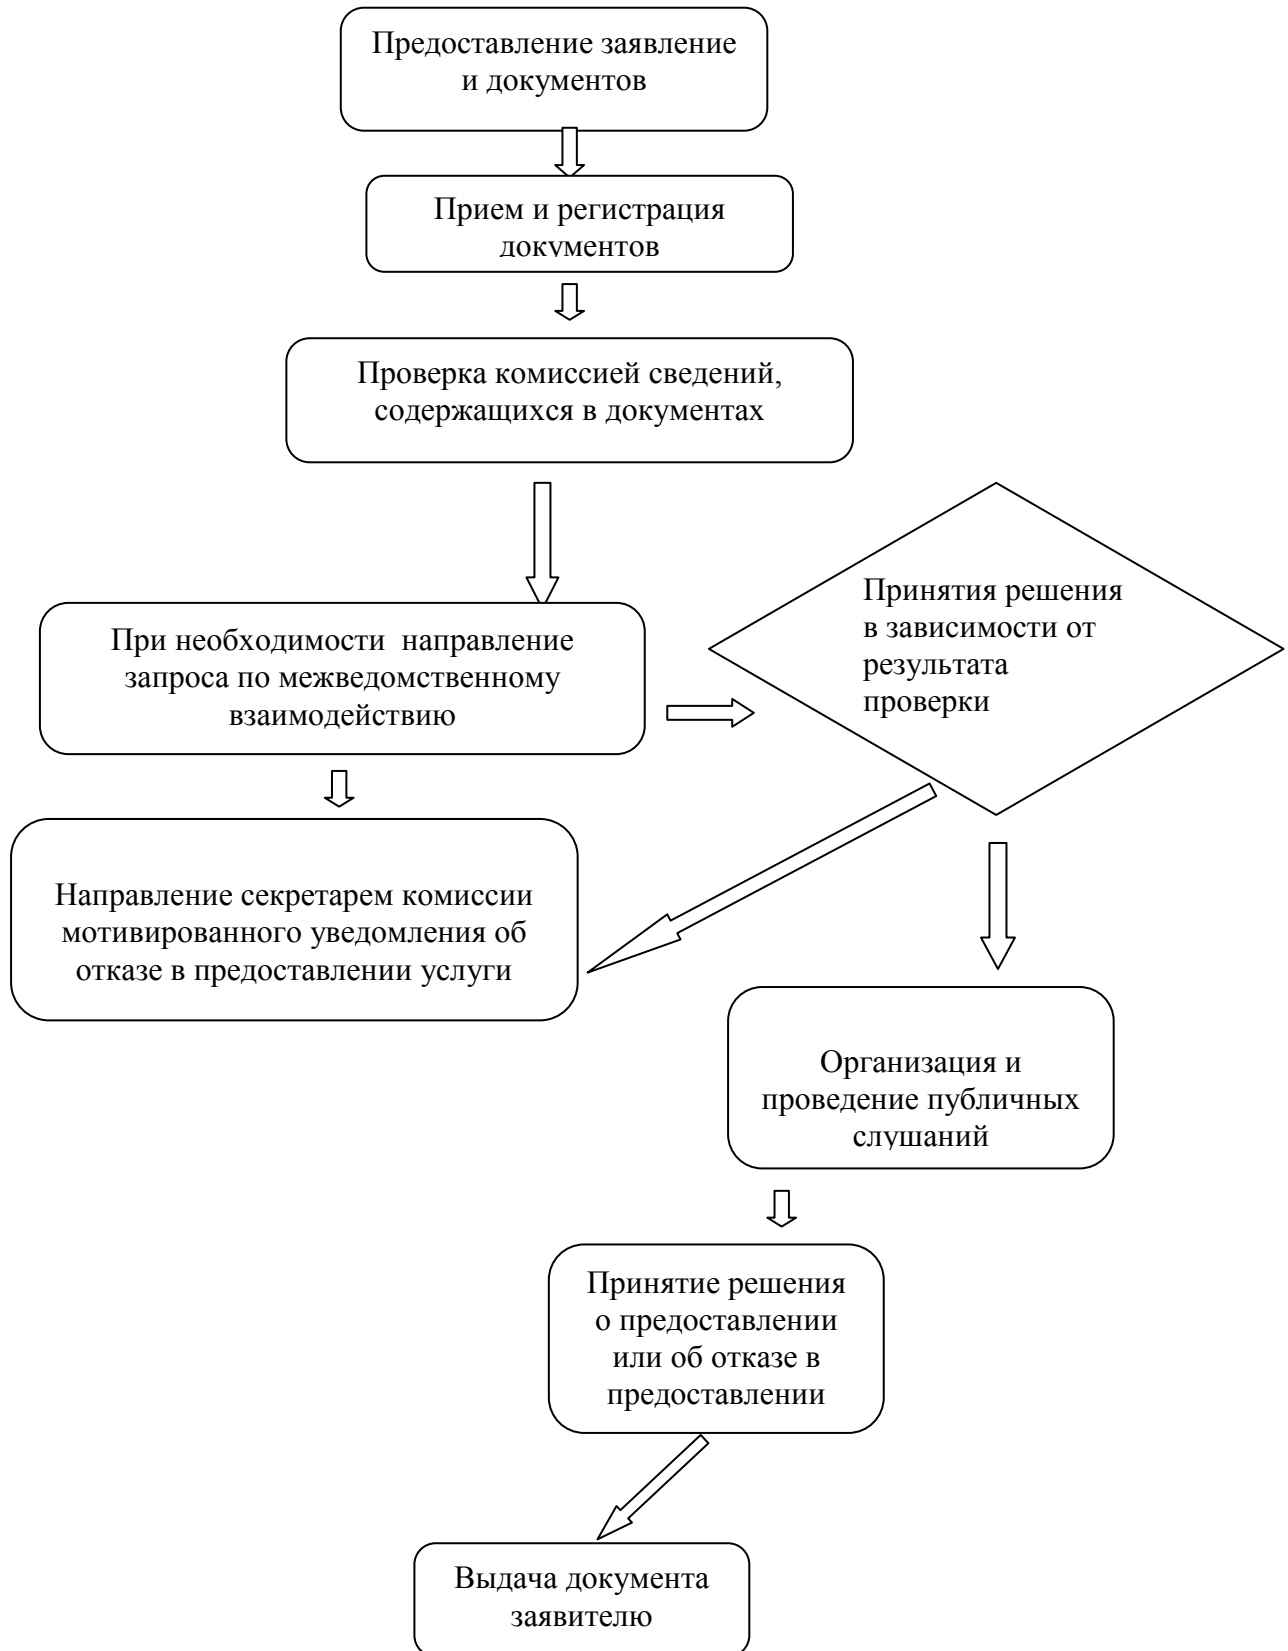 Предоставление заявление
и документов
Прием и регистрация
документов
Проверка комиссией сведений,
содержащихся в документах
Принятия решения
в зависимости от
результата
проверки
При необходимости  направление
запроса по межведомственному
взаимодействию
Направление секретарем комиссии
мотивированного уведомления об
отказе в предоставлении услуги
Организация и
проведение публичных
слушаний
Принятие решения
о предоставлении
или об отказе в
предоставлении
Выдача документа
заявителю